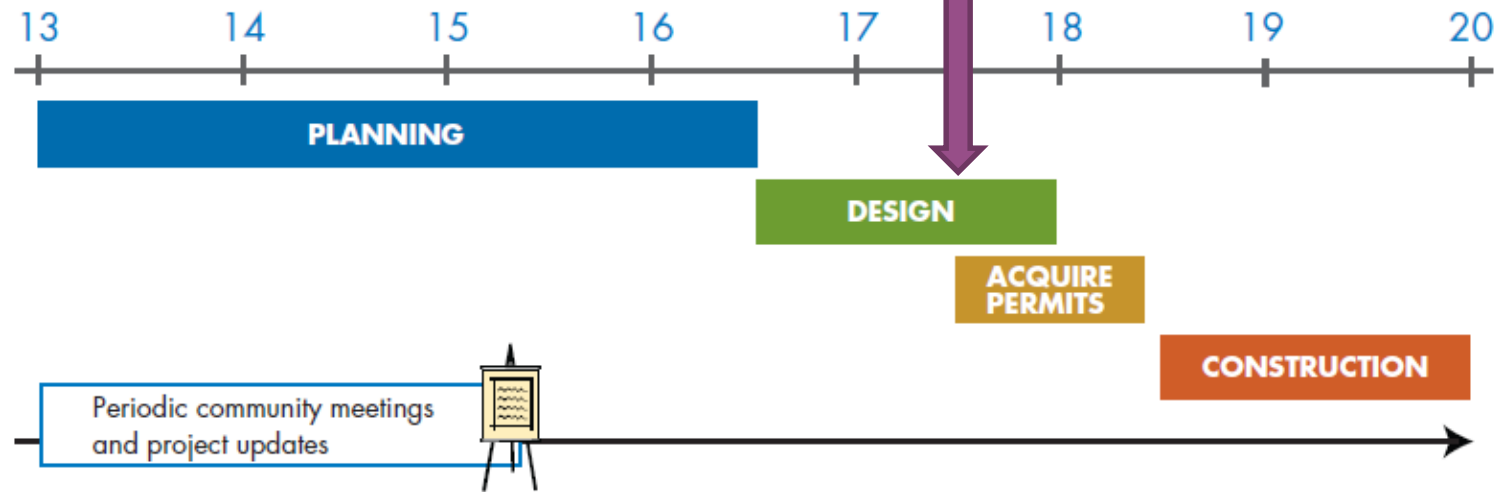 13 14 15 16 17 18 19 20
PLANNING
DESIGN
ACQUIRE
PERMITS
CONSTRUCTION
Periodic community meetings
and project updates